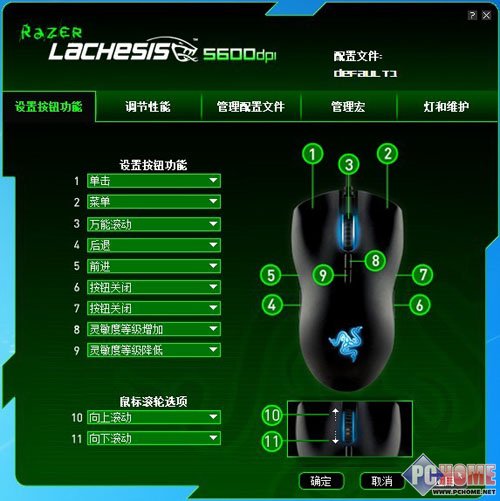 RAZER
LACHESIS 5600dpi
配置文件:
default1
设置按钮功能 调节性能 管理配置文件 管理宏 灯和维护
设置按钮功能
1 单击
2 菜单
3 万能滚动
4 后退
5 前进
6 按钮关闭
7 按钮关闭
8 灵敏度等级增加
9 灵敏度等级降低
1 3 2
8
9
5 7
4 6
鼠标滚轮选项
10 向上滚动
11 向下滚动
10
11
确定 取消
PCHOME
WWW.PCHOME.NET